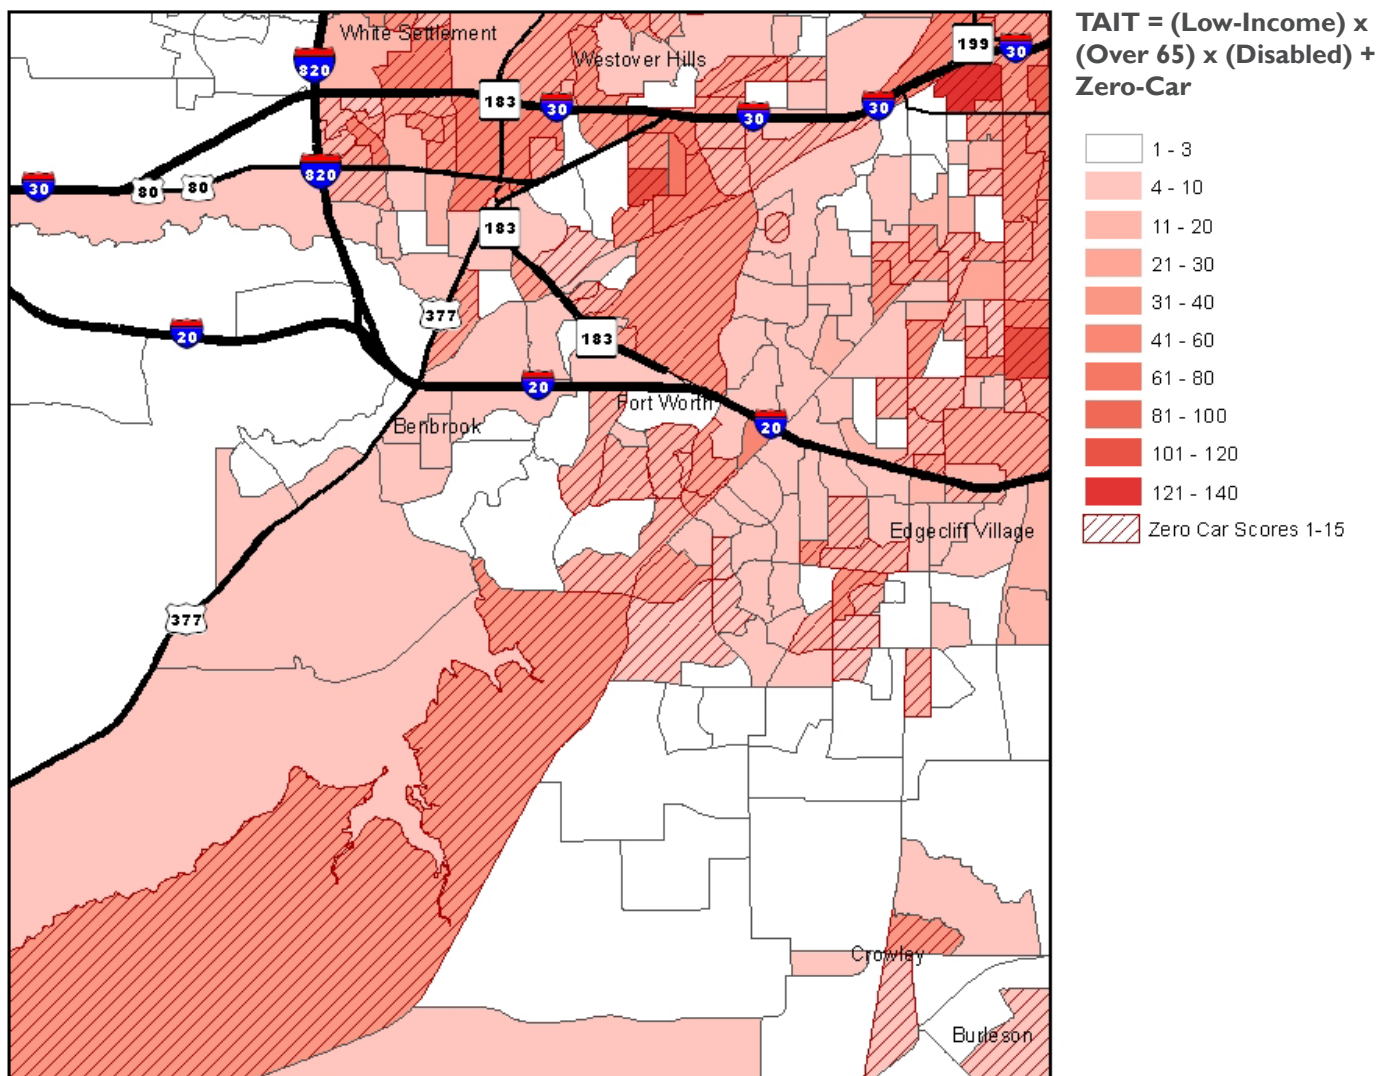 White Settlement
Westover Hills
199
30
820
183
30
30
30
820
30
80
80
183
377
183
20
20
Fort Worth
Benbrook
20
Edgecliff Village
377
Crowley
Burleson
TAIT = (Low-Income) x
(Over 65) x (Disabled) +
Zero-Car
1 - 3
4 - 10
11 - 20
21 - 30
31 - 40
41 - 60
61 - 80
81 - 100
101 - 120
121 - 140
Zero Car Scores 1-15